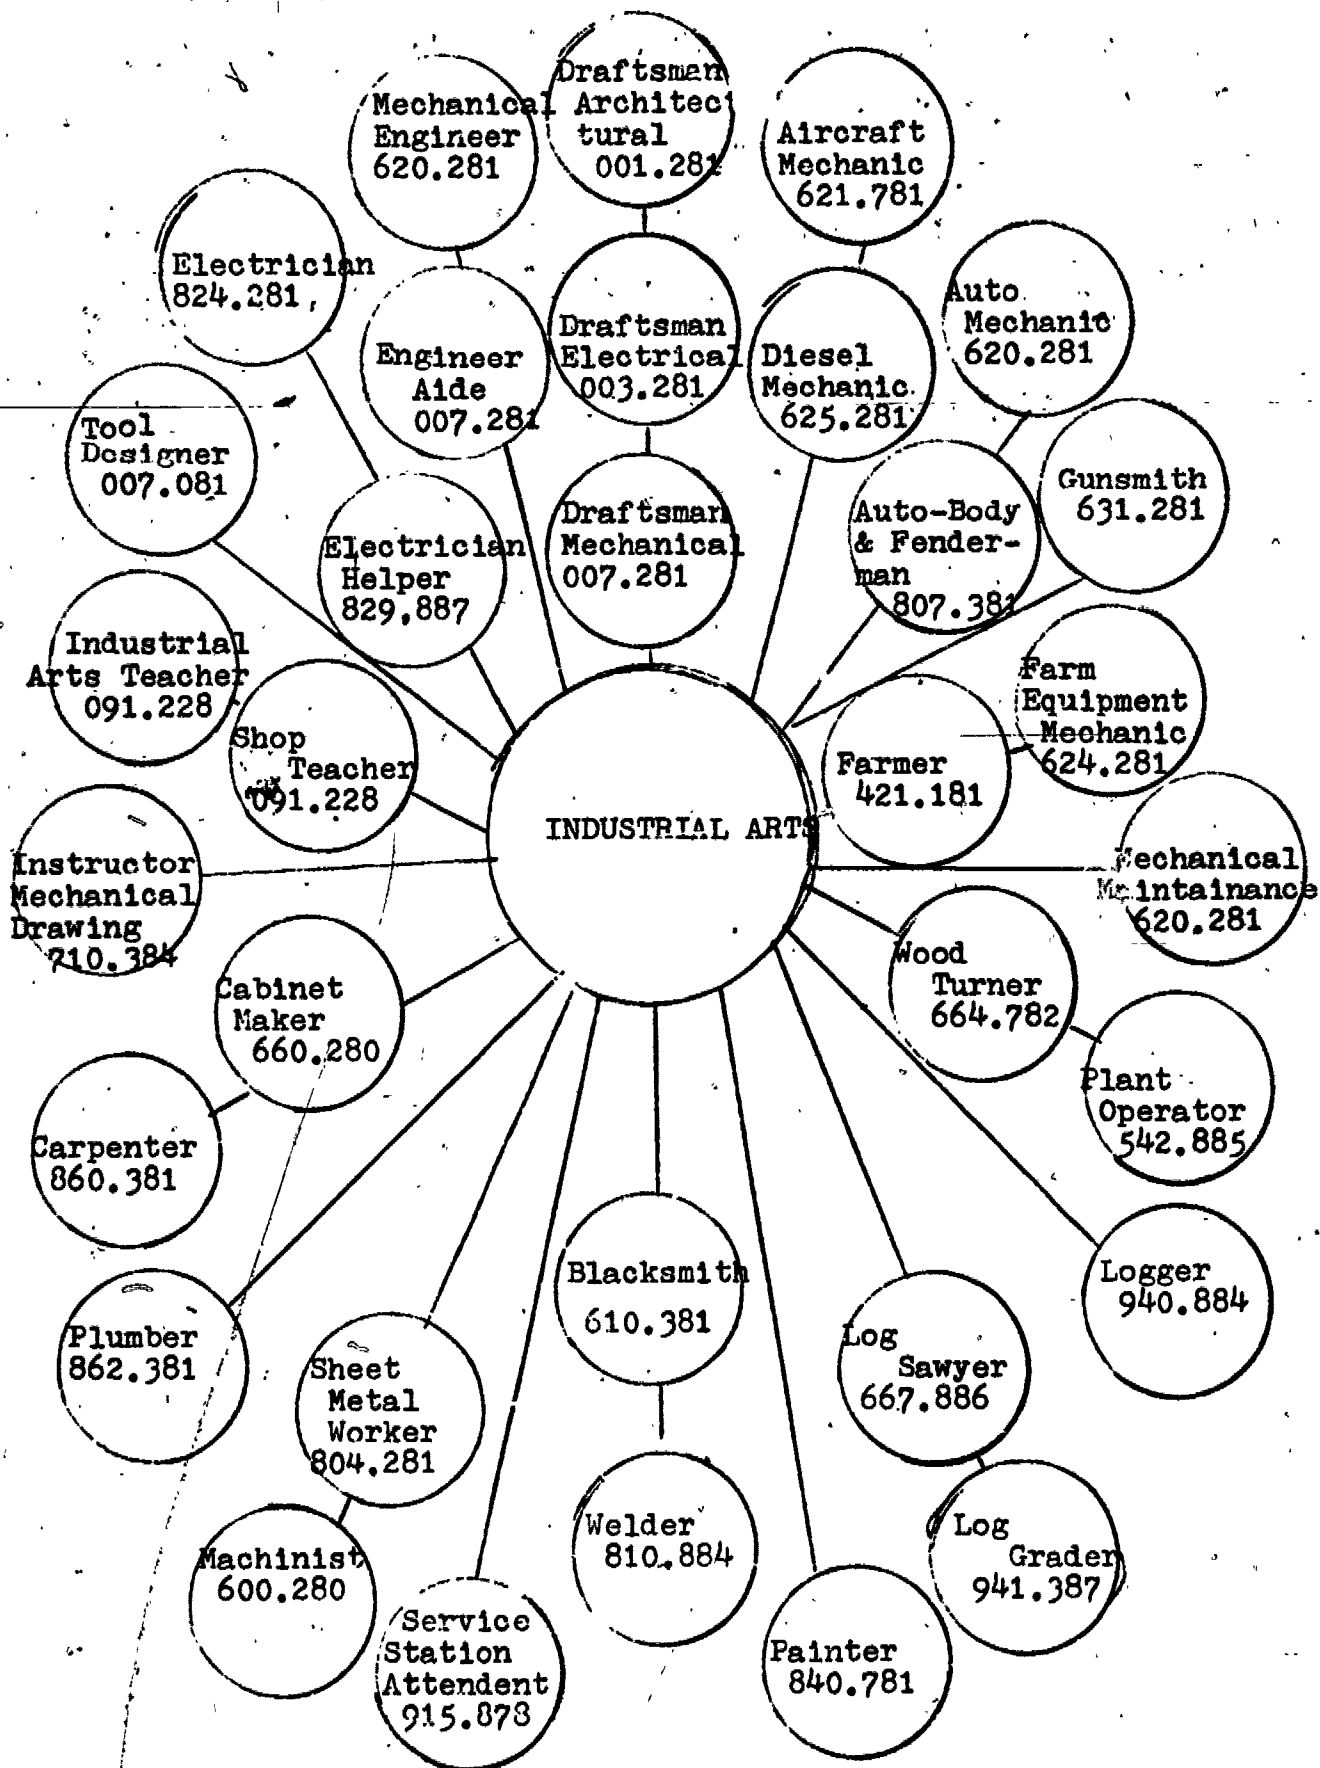 Draftsman
Architec
tural
001.281
Mechanical
Engineer
620.281
Aircraft
Mechanic
621.781
Electrician
824.281
Engineer
Aide
007.281
Draftsman
Electrical
003.281
Diesel
Mechanic
625.281
Auto
Mechanic
620.281
Tool
Designer
007.081
Electrician
Helper
829,887
Draftsman
Mechanical
007.281
Auto-Body
& Fender-
man
807.381
Gunsmith
631.281
Industrial
Arts Teacher
091.228
Shop
Teacher
091.228
INDUSTRIAL ARTS
Farmer
421.181
Farm
Equipment
Mechanic
624.281
Instructor
Mechanical
Drawing
710.384
Mechanical
Maintainance
620.281
Cabinet
Maker
660.280
Wood
Turner
664.782
Carpenter
860.381
Plant
Operator
542.885
Plumber
862.381
Sheet
Metal
Worker
804.281
Blacksmith
610.381
Log
Sawyer
667.886
Logger
940.884
Machinist
600.280
Service
Station
Attendent
915.878
Welder
810.884
Painter
840.781
Log
Grader
941.387